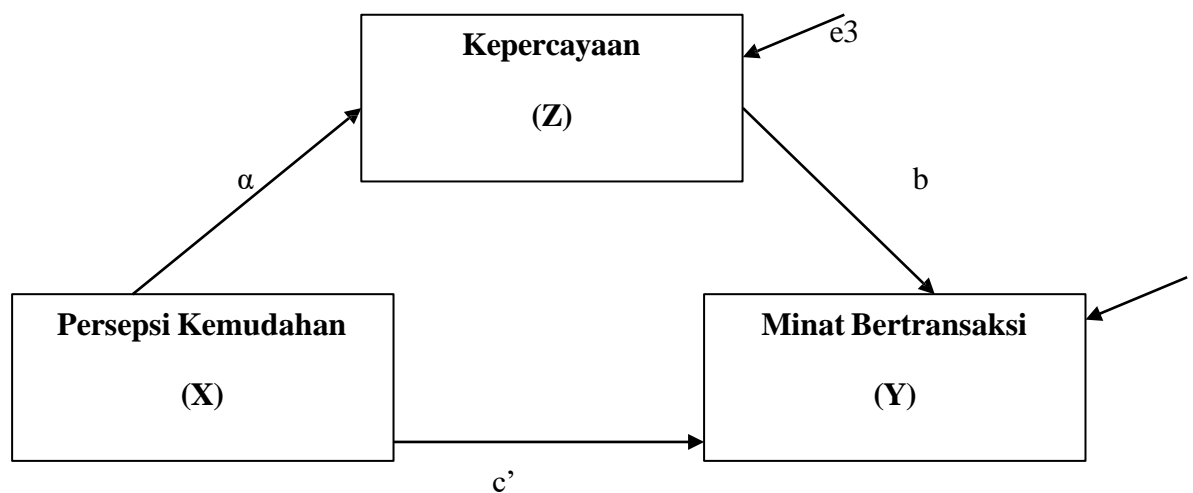 Kepercayaan
(Z)
e3
α
b
Persepsi Kemudahan
(X)
Minat Bertransaksi
(Y)
c’